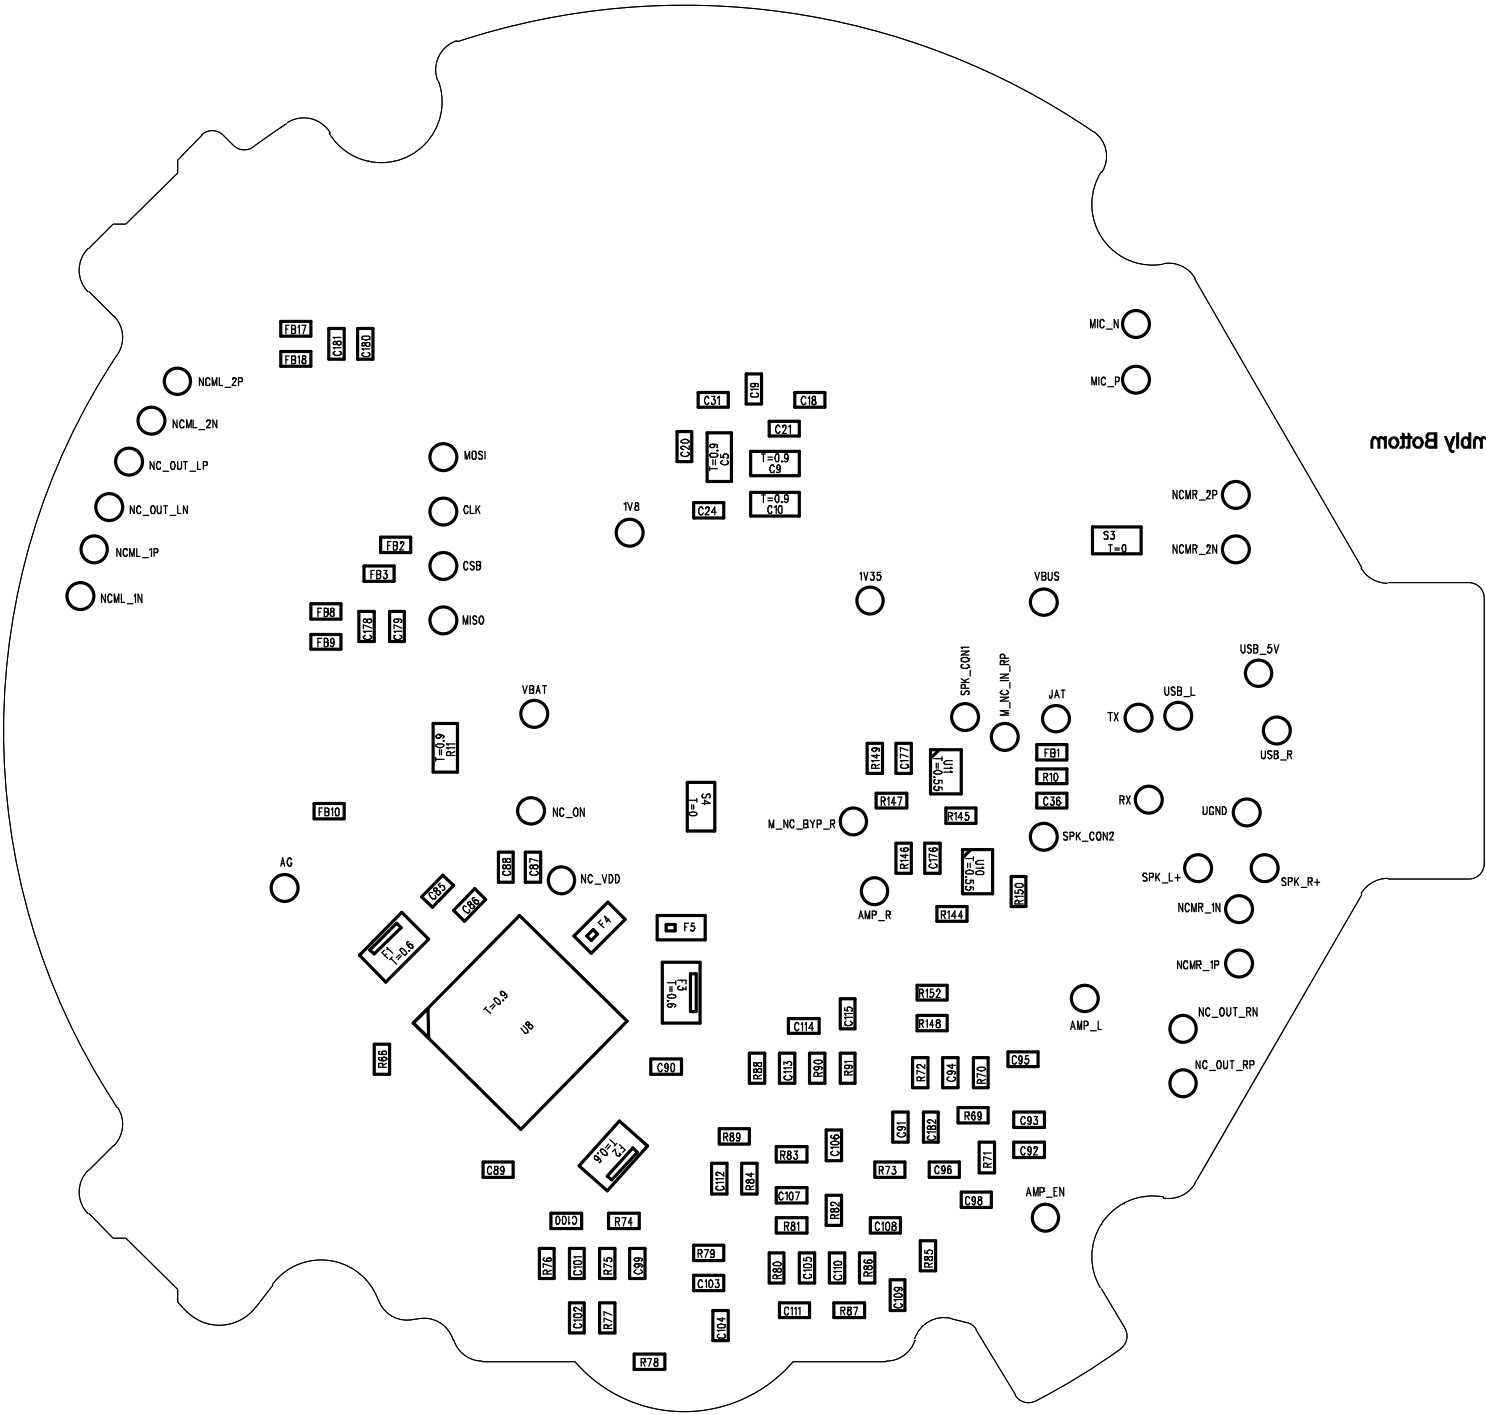 MIC_N
FB17
C181
C180
FB18
MIC_P
NCML_2P
C19
C31
C18
NCML_2N
C21
mbly Bottom
C20
T=0.9
C5
MOSI
T=0.9
C9
NC_OUT_LP
NCMR_2P
T=0.9
C10
1V8
C24
CLK
NC_OUT_LN
S3
T=0
FB2
NCML_1P
NCMR_2N
CSB
FB3
1V35
VBUS
NCML_1N
FB8
C178
C179
MISO
FB9
USB_5V
SPK_CON1
M_NC_IN_RP
VBAT
JAT
USB_L
TX
T=0.9
R11
R149
C177
U11
T=0.55
FB1
USB_R
R10
S4
T=0
R147
C36
RX
FB10
NC_ON
M_NC_BYP_R
R145
UGND
SPK_CON2
AG
C88
C87
R146
C176
U10
T=0.55
NC_VDD
SPK_L+
SPK_R+
C85
C86
R150
NCMR_1N
AMP_R
R144
F4
F5
F1
T=0.6
NCMR_1P
F3
T=0.6
R152
T=0.9
U8
C115
C114
R148
AMP_L
NC_OUT_RN
R66
C90
R88
C113
R90
R91
R72
C94
R70
C95
NC_OUT_RP
R69
C93
C91
C182
R89
C106
F2
T=0.6
R83
R71
C92
C89
C112
R84
R73
C96
C107
R82
C98
AMP_EN
C100
R74
R81
C108
R76
C101
R75
C99
R79
R80
C105
C110
R86
R85
C103
C109
C102
R77
C104
C111
R87
R78